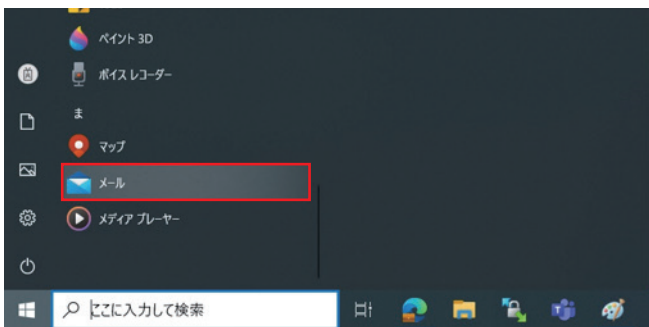 ペイント 3D
ボイス レコーダー
ま
マップ
メール
メディア プレーヤー
ここに入力して検索